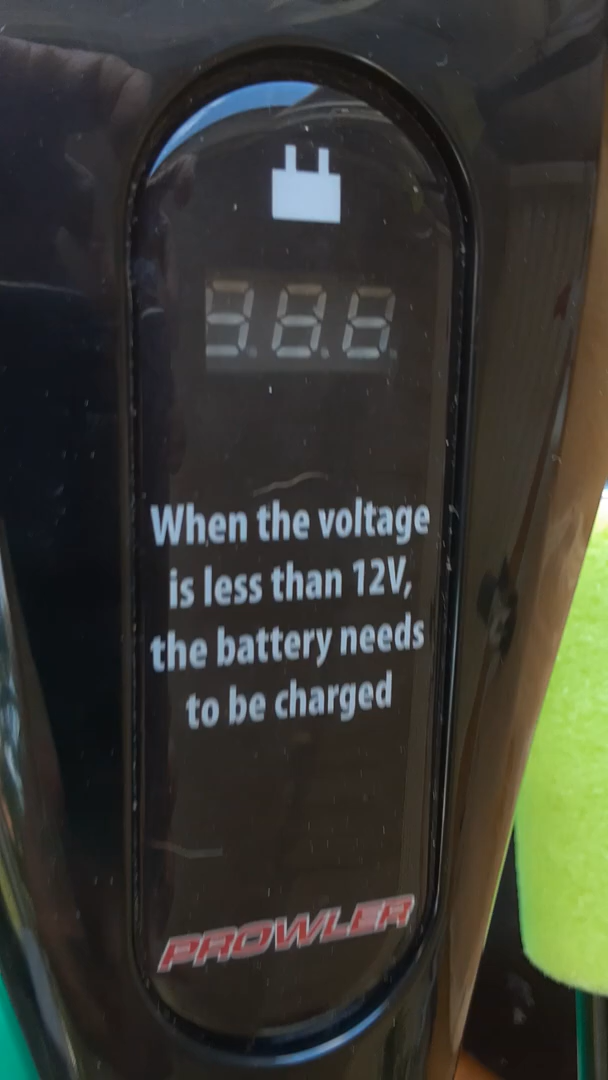 When the voltage
is less than 12V,
the battery needs
to be charged
PROWLER